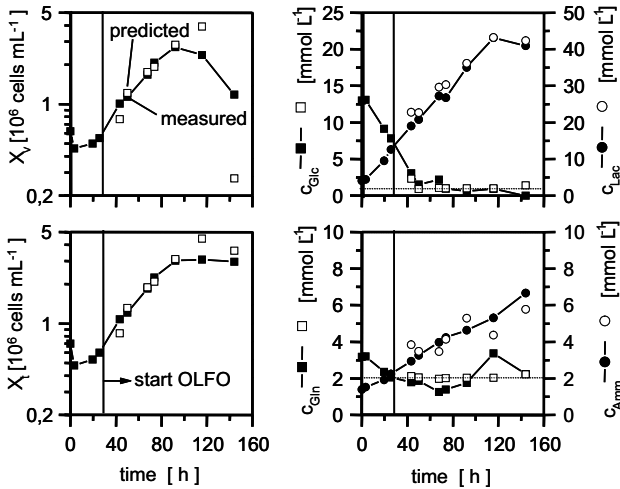 5
1
0,2
X_v [10^6 cells mL^-1 ]
predicted
measured
25
20
15
10
5
0
c_Glc
[mmol L^-1]
50
40
30
20
10
0
c_Lac
[mmol L^-1]
5
1
0,2
X_t [10^6 cells mL^-1 ]
start OLFO
0 40 80 120 160
time [ h ]
10
8
6
4
2
0
c_Gln
[mmol L^-1]
10
8
6
4
2
0
c_Amm
[mmol L^-1]
0 40 80 120 160
time [ h ]